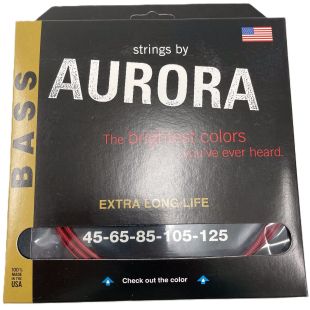 strings by
AURORA
BASS
The brightest colors
you've ever heard.
EXTRA LONG LIFE
45-65-85-105-125
100%
MADE
IN THE
USA
Check out the color